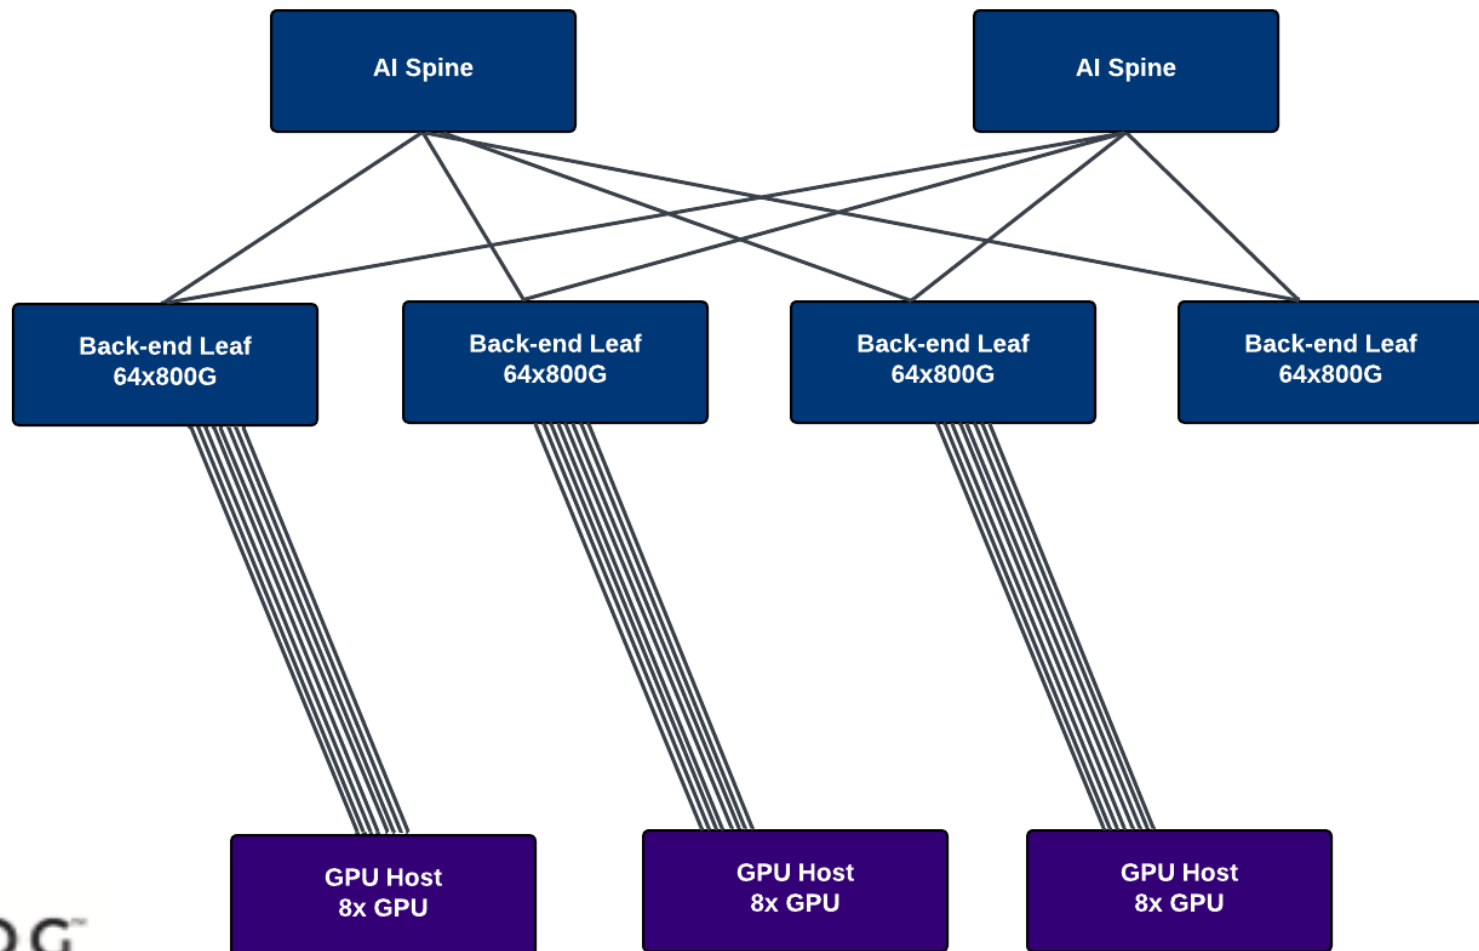 AI Spine
AI Spine
Back-end Leaf
64x800G
Back-end Leaf
64x800G
Back-end Leaf
64x800G
Back-end Leaf
64x800G
GPU Host
8x GPU
GPU Host
8x GPU
GPU Host
8x GPU